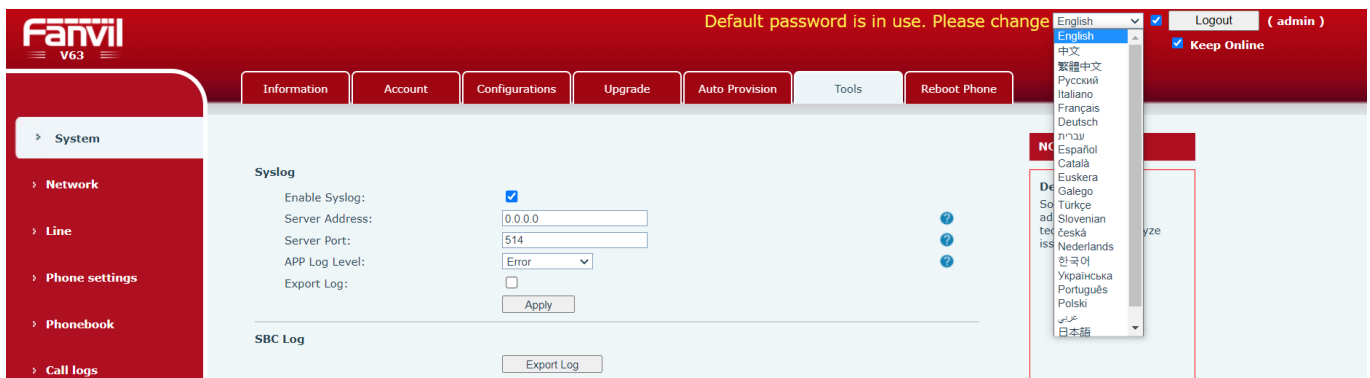 Fanvil
V63
Default password is in use. Please change
English
Logout
( admin )
Keep Online
English
中文
繁體中文
Русский
Italiano
Français
Deutsch
עברית
Español
Català
Euskera
Galego
Türkçe
Slovenian
česká
Nederlands
한국어
Українська
Português
Polski
عربي
日本語
Information
Account
Configurations
Upgrade
Auto Provision
Tools
Reboot Phone
System
Network
Line
Phone settings
Phonebook
Call logs
Syslog
Enable Syslog:
Server Address:
0.0.0.0
Server Port:
514
APP Log Level:
Error
Export Log:
Apply
SBC Log
Export Log